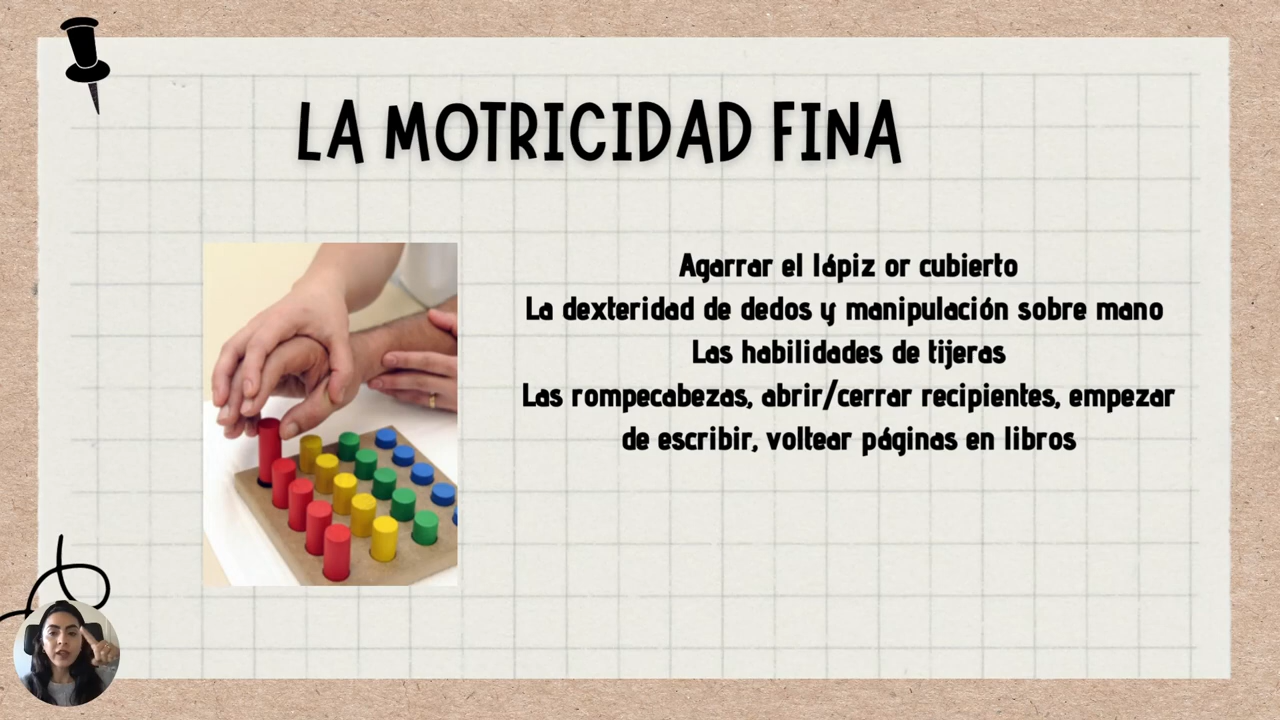 LA MOTRICIDAD FINA
Agarrar el lápiz or cubierto
La dexteridad de dedos y manipulación sobre mano
Las habilidades de tijeras
Las rompecabezas, abrir/cerrar recipientes, empezar
de escribir, voltear páginas en libros